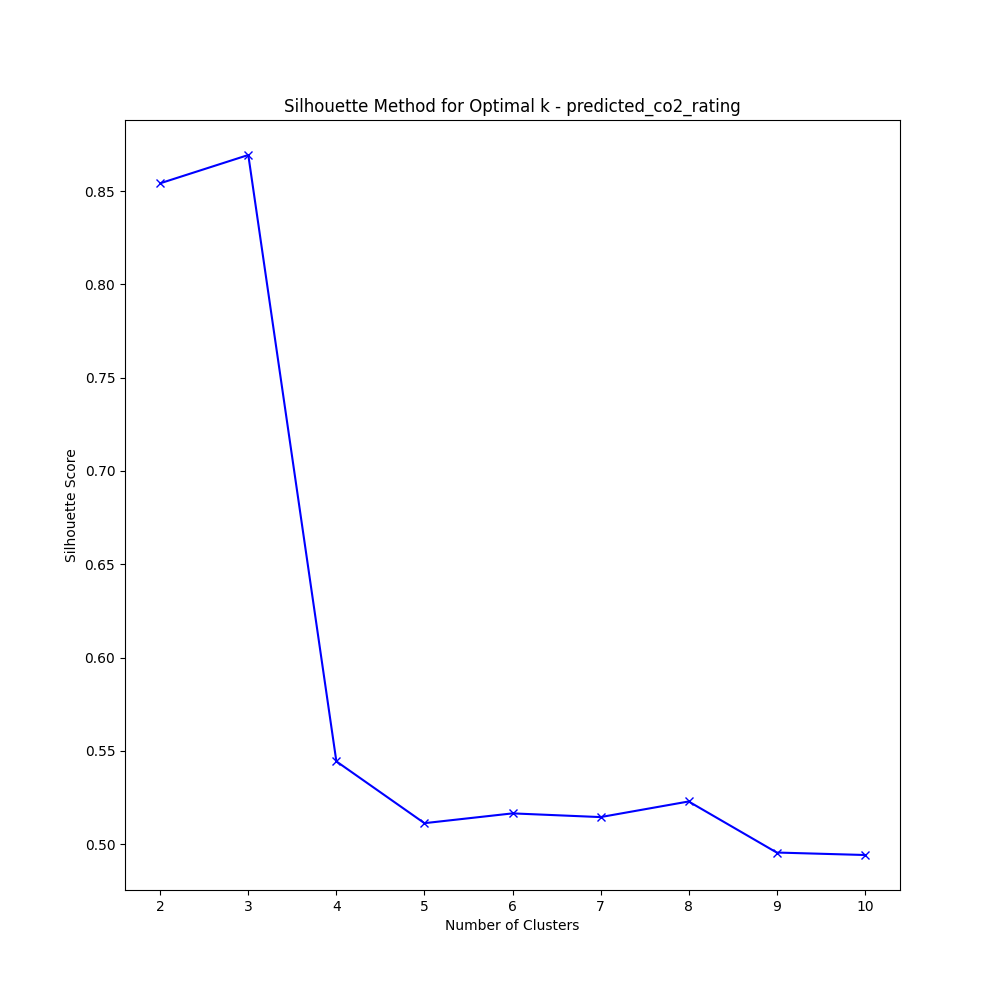 Silhouette Method for Optimal k - predicted_co2_rating
0.85
0.80
0.75
0.70
0.65
0.60
0.55
0.50
Silhouette Score
2 3 4 5 6 7 8 9 10
Number of Clusters